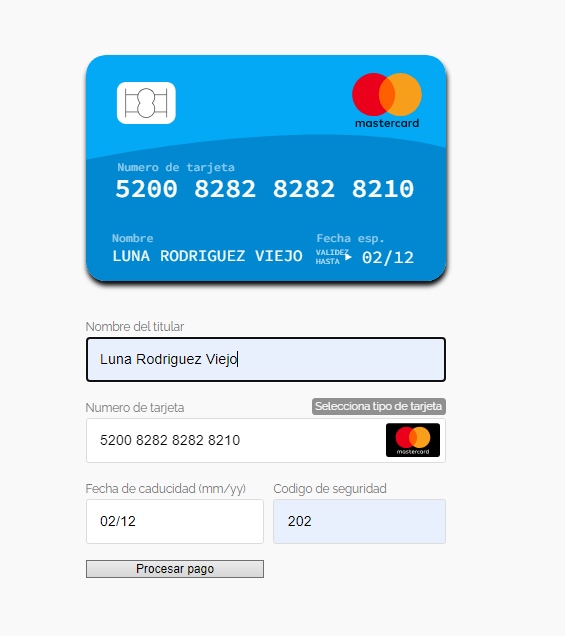 mastercard
Numero de tarjeta
5200 8282 8282 8210
Nombre
Fecha esp.
LUNA RODRIGUEZ VIEJO
VALIDEZ
HASTA
02/12
Nombre del titular
Luna Rodriguez Viejo
Numero de tarjeta
Selecciona tipo de tarjeta
5200 8282 8282 8210
mastercard
Fecha de caducidad (mm/yy)
Codigo de seguridad
02/12
202
Procesar pago